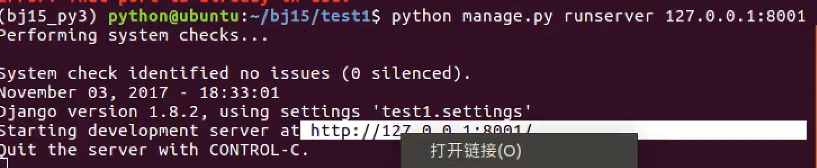 (bj15_py3) python@ubuntu:~/bj15/test1$ python manage.py runserver 127.0.0.1:8001
Performing system checks...
System check identified no issues (0 silenced).
November 03, 2017 - 18:33:01
Django version 1.8.2, using settings 'test1.settings'
Starting development server at http://127.0.0.1:8001/
Quit the server with CONTROL-C.
打开链接(O)